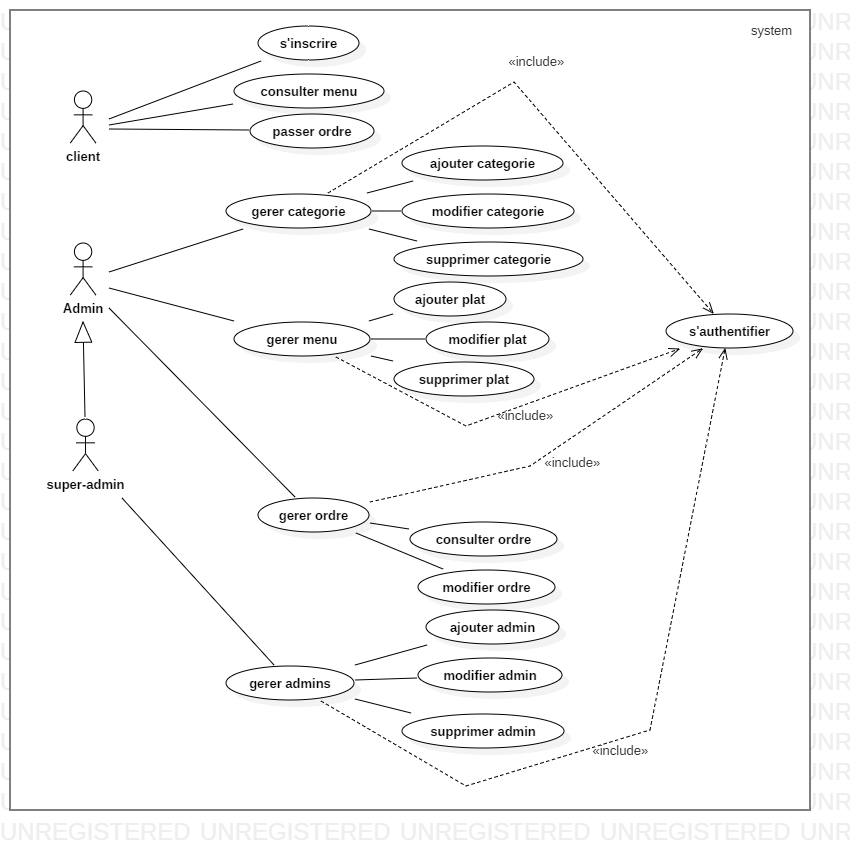 system
s'inscrire
«include»
consulter menu
passer ordre
client
ajouter categorie
gerer categorie
modifier categorie
supprimer categorie
Admin
ajouter plat
s'authentifier
gerer menu
modifier plat
supprimer plat
«include»
«include»
super-admin
gerer ordre
consulter ordre
modifier ordre
ajouter admin
gerer admins
modifier admin
supprimer admin
«include»
UNREGISTERED UNREGISTERED UNREGISTERED UNREGISTERED UNR